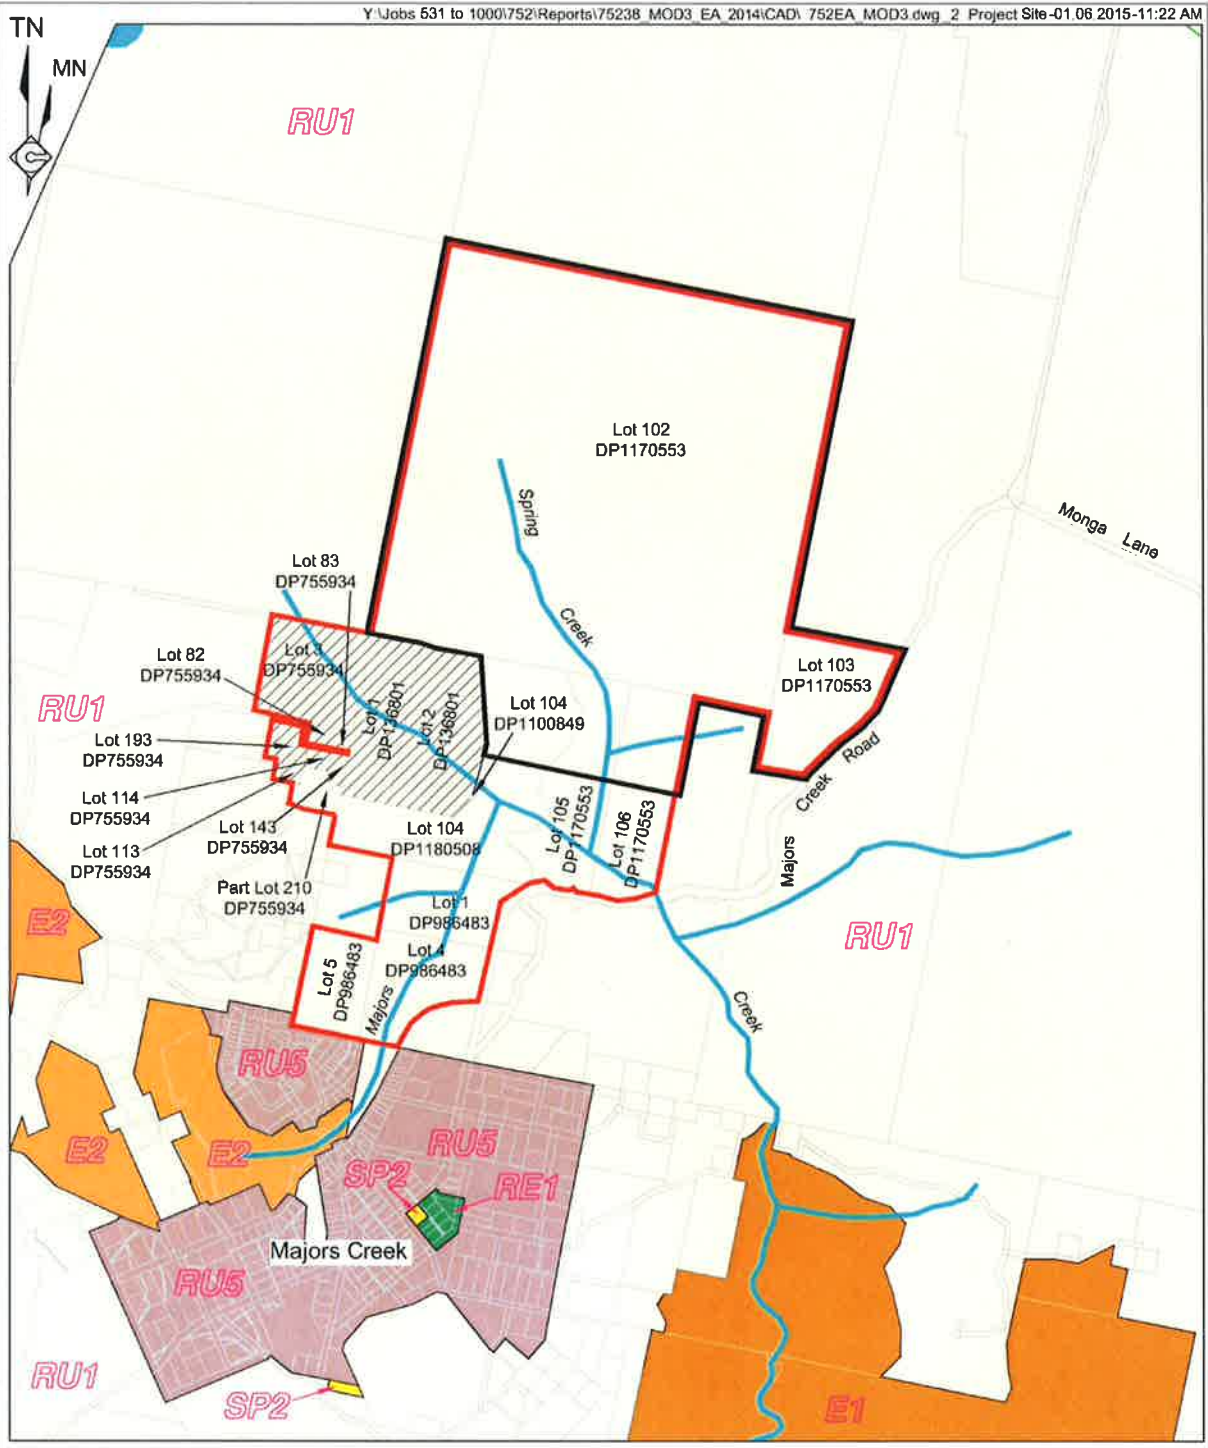 Y:\Jobs 531 to 1000\752\Reports\75238_MOD3_EA_2014\CAD\ 752EA_MOD3.dwg_2 Project Site-01.06.2015-11:22 AM
TN
MN
RU1
Lot 102
DP1170553
Spring
Creek
Monga Lane
Lot 83
DP755934
Lot 82
DP755934
Lot 3
DP755934
Lot 103
DP1170553
RU1
Lot 1
DP136801
Lot 2
DP136801
Lot 104
DP1100849
Lot 193
DP755934
Majors Creek Road
Lot 114
DP755934
Lot 143
DP755934
Lot 104
DP1180508
Lot 105
DP1170553
Lot 106
DP1170553
Lot 113
DP755934
Part Lot 210
DP755934
Lot 1
DP986483
E2
RU1
Lot 4
DP986483
Lot 5
DP986483
Majors
Creek
RU5
E2
E2
RU5
SP2
RE1
Majors Creek
RU5
RU1
SP2
E1